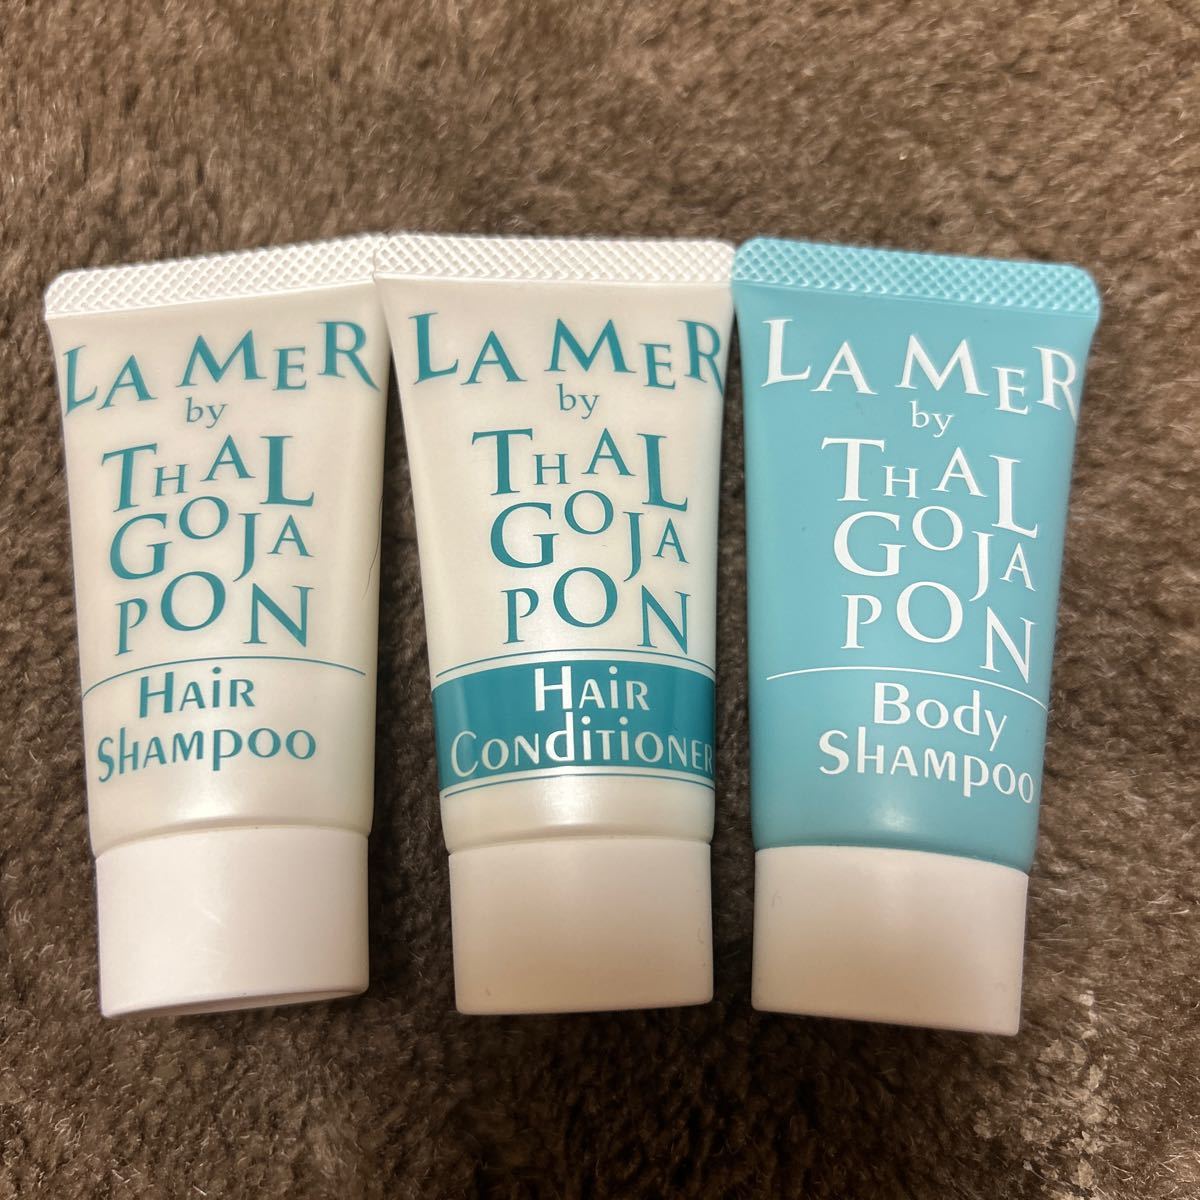 LA MER
by
THAL
GOJA
PON
HAIR
SHAMPOO
LA MER
by
THAL
GOJA
PON
HAIR
CONDITIONER
LA MER
by
THAL
GOJA
PON
Body
SHAMPOO